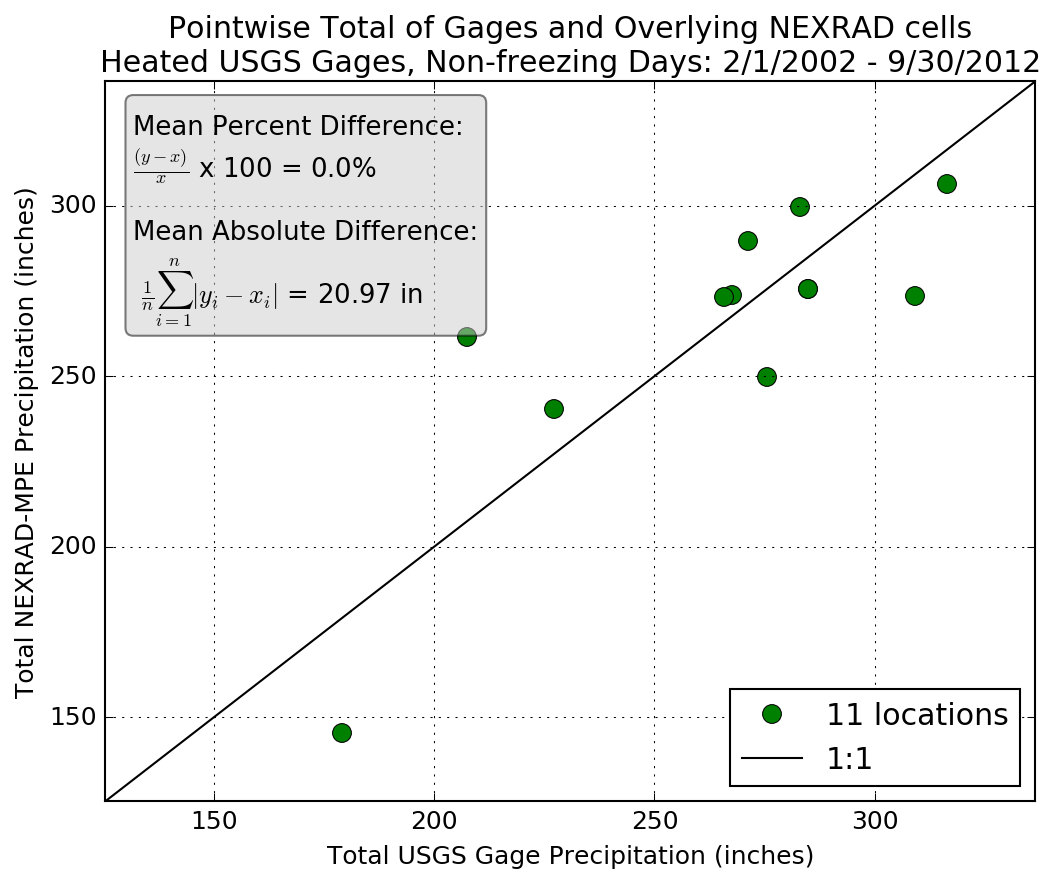 Pointwise Total of Gages and Overlying NEXRAD cells
Heated USGS Gages, Non-freezing Days: 2/1/2002 - 9/30/2012
Mean Percent Difference:
(y − x)/x x 100 = 0.0%
Mean Absolute Difference:
1/n ∑_{i=1}^{n} |y_i − x_i| = 20.97 in
Total NEXRAD-MPE Precipitation (inches)
300
250
200
150
11 locations
1:1
150 200 250 300
Total USGS Gage Precipitation (inches)